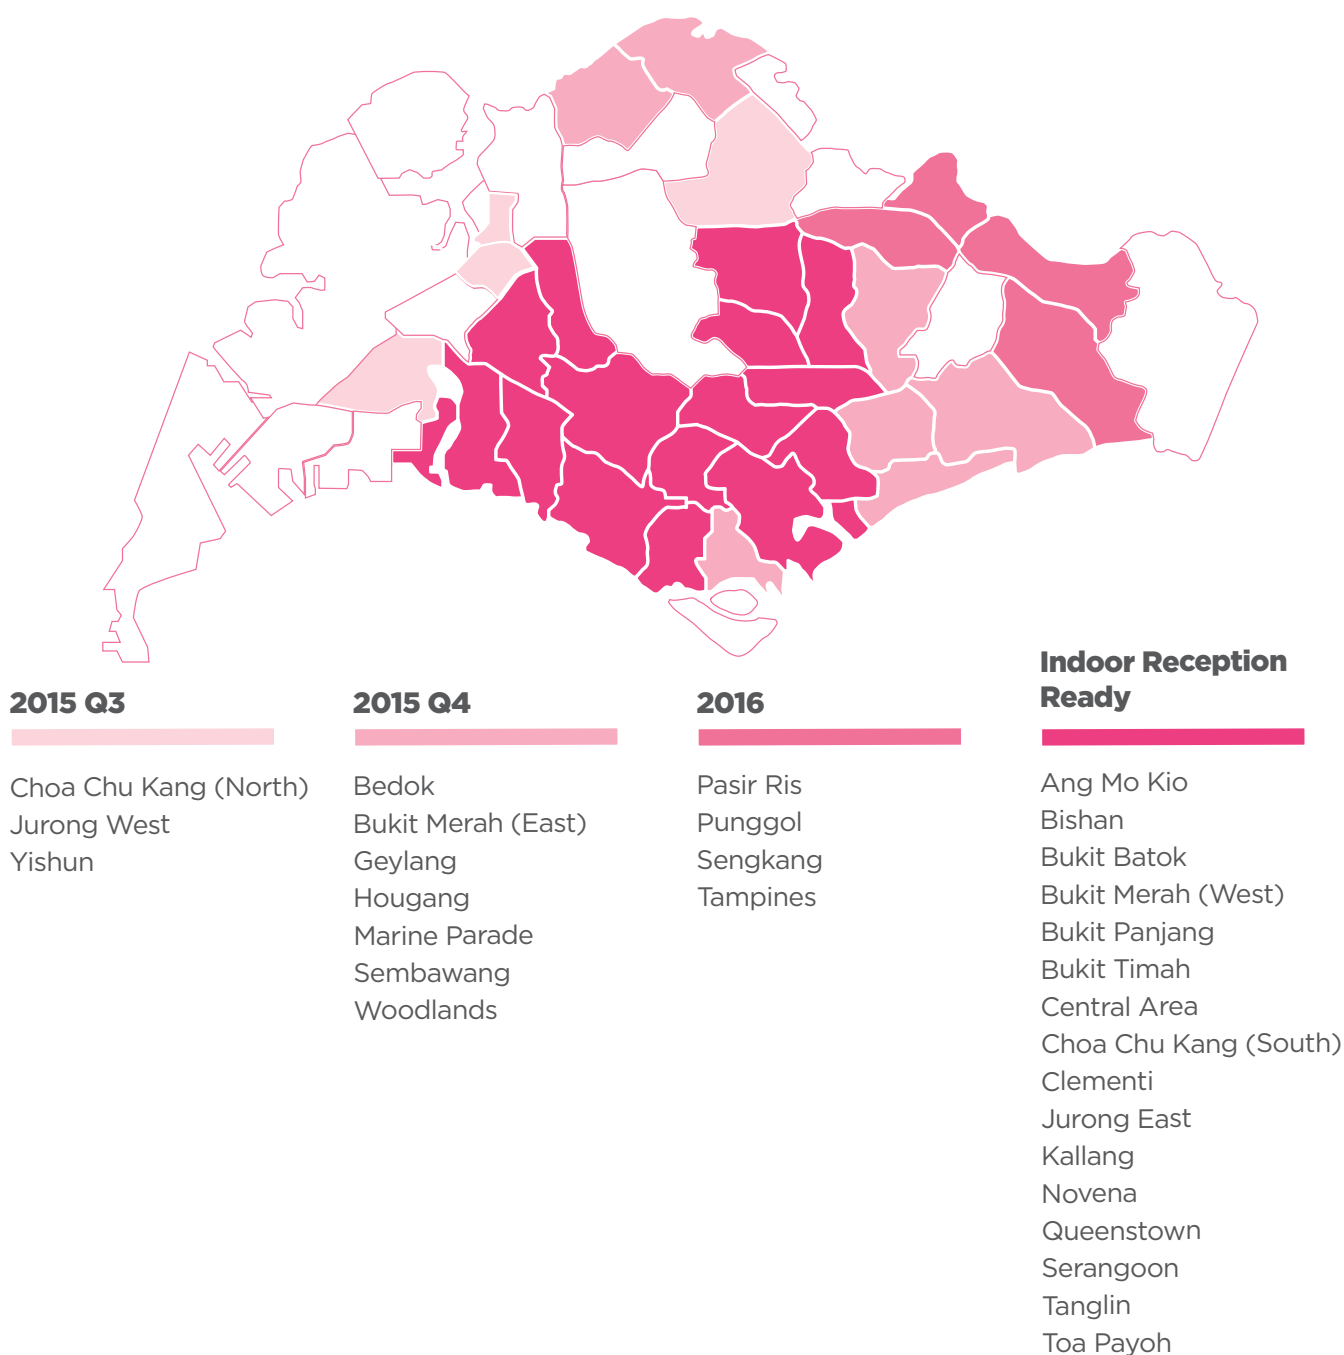 2015 Q3
Choa Chu Kang (North)
Jurong West
Yishun
2015 Q4
Bedok
Bukit Merah (East)
Geylang
Hougang
Marine Parade
Sembawang
Woodlands
2016
Pasir Ris
Punggol
Sengkang
Tampines
Indoor Reception
Ready
Ang Mo Kio
Bishan
Bukit Batok
Bukit Merah (West)
Bukit Panjang
Bukit Timah
Central Area
Choa Chu Kang (South)
Clementi
Jurong East
Kallang
Novena
Queenstown
Serangoon
Tanglin
Toa Payoh